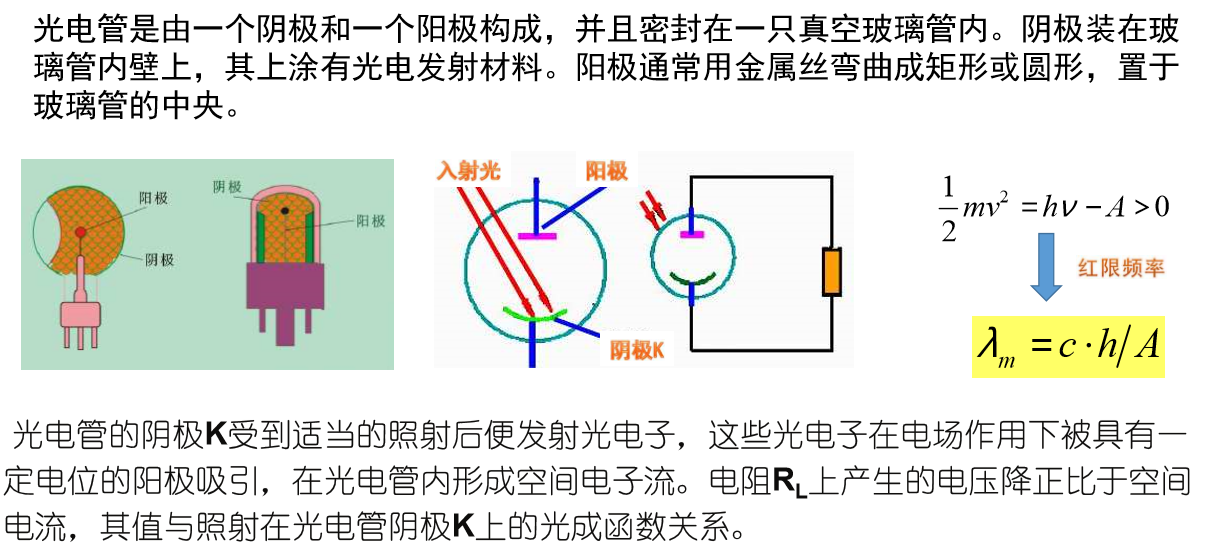 光电管是由一个阴极和一个阳极构成，并且密封在一只真空玻璃管内。阴极装在玻
璃管内壁上，其上涂有光电发射材料。阳极通常用金属丝弯曲成矩形或圆形，置于
玻璃管的中央。
阳极
阴极
阴极
阳极
入射光
阳极
阴极K
1/2 mv² = hν − A > 0
红限频率
λₘ = c · h/A
光电管的阴极K受到适当的照射后便发射光电子，这些光电子在电场作用下被具有一
定电位的阳极吸引，在光电管内形成空间电子流。电阻R_L上产生的电压降正比于空间
电流，其值与照射在光电管阴极K上的光成函数关系。